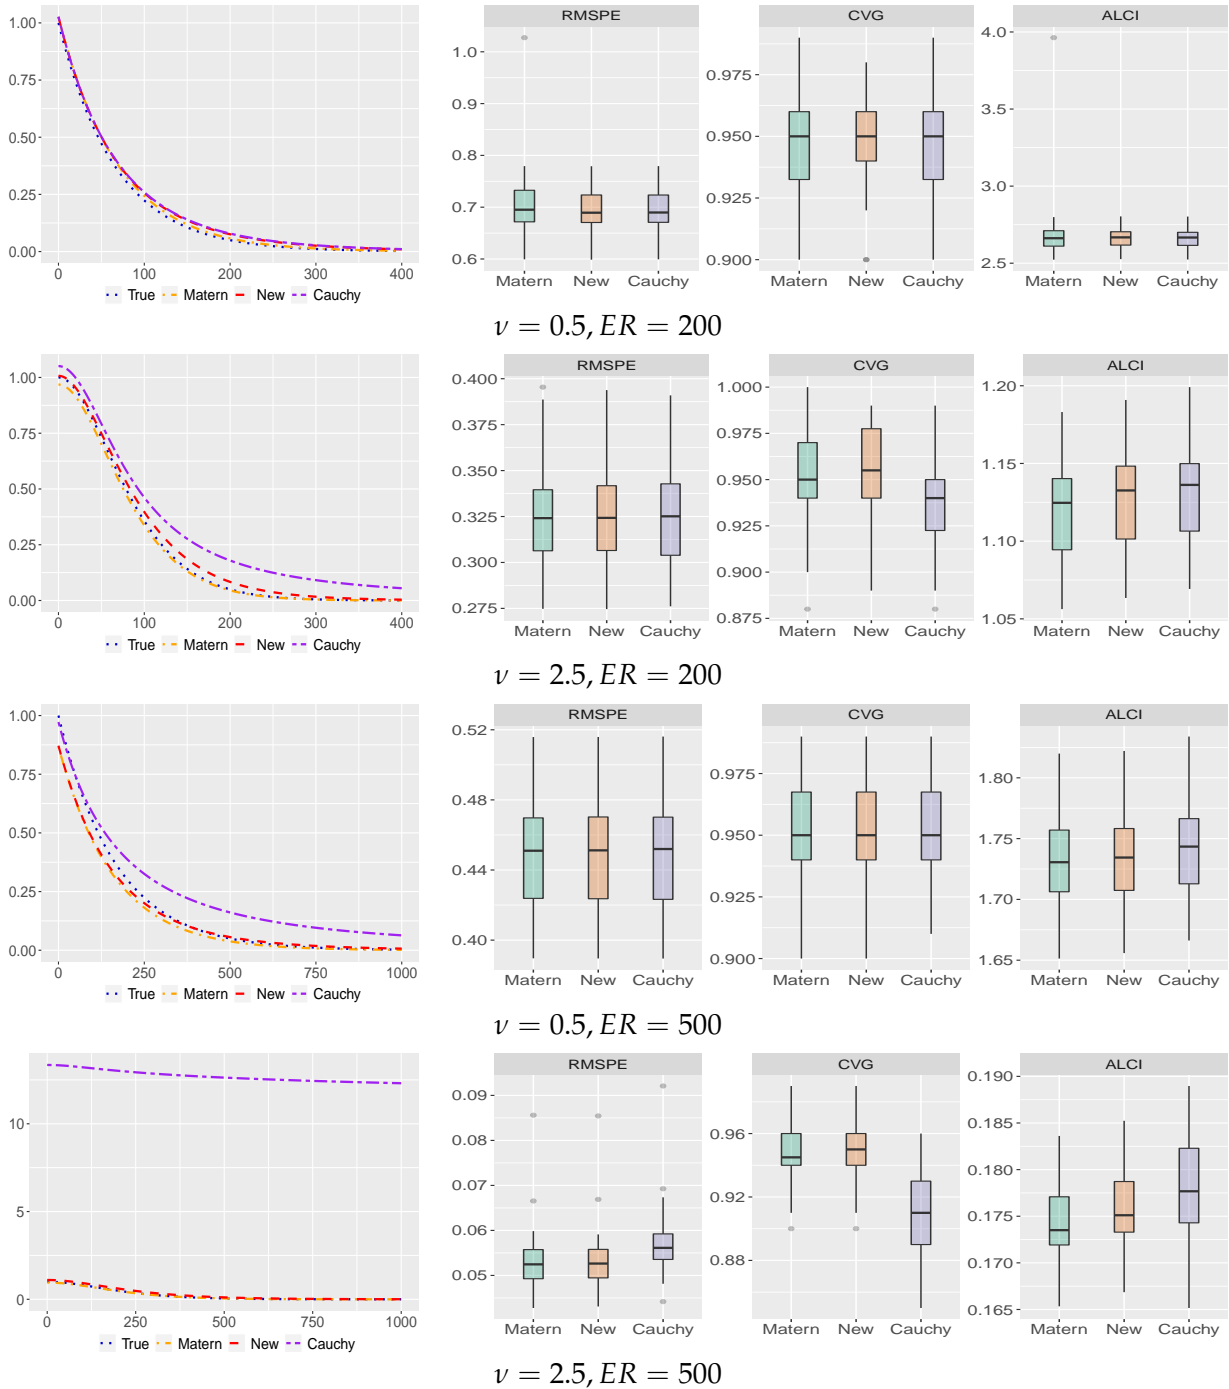 RMSPE CVG ALCI
1.00
0.75
0.50
0.25
0.00
0 100 200 300 400
True Matern New Cauchy
1.0
0.9
0.8
0.7
0.6
Matern New Cauchy
0.975
0.950
0.925
0.900
Matern New Cauchy
4.0
3.5
3.0
2.5
Matern New Cauchy
ν = 0.5, ER = 200
RMSPE CVG ALCI
1.00
0.75
0.50
0.25
0.00
0 100 200 300 400
True Matern New Cauchy
0.400
0.375
0.350
0.325
0.300
0.275
Matern New Cauchy
1.000
0.975
0.950
0.925
0.900
0.875
Matern New Cauchy
1.20
1.15
1.10
1.05
Matern New Cauchy
ν = 2.5, ER = 200
RMSPE CVG ALCI
1.00
0.75
0.50
0.25
0.00
0 250 500 750 1000
True Matern New Cauchy
0.52
0.48
0.44
0.40
Matern New Cauchy
0.975
0.950
0.925
0.900
Matern New Cauchy
1.80
1.75
1.70
1.65
Matern New Cauchy
ν = 0.5, ER = 500
RMSPE CVG ALCI
10
5
0
0 250 500 750 1000
True Matern New Cauchy
0.09
0.08
0.07
0.06
0.05
Matern New Cauchy
0.96
0.92
0.88
Matern New Cauchy
0.190
0.185
0.180
0.175
0.170
0.165
Matern New Cauchy
ν = 2.5, ER = 500